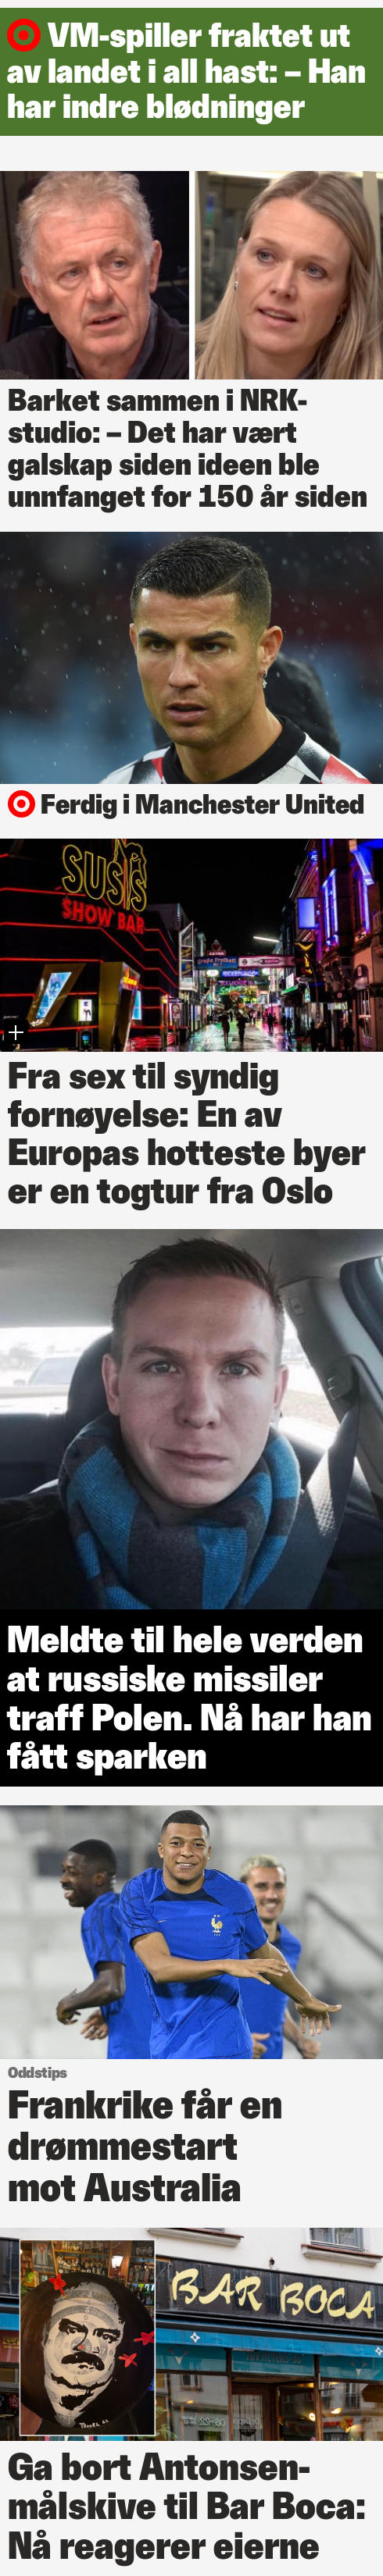 VM-spiller fraktet ut
av landet i all hast: – Han
har indre blødninger
Barket sammen i NRK-
studio: – Det har vært
galskap siden ideen ble
unnfanget for 150 år siden
Ferdig i Manchester United
SUSIS
SHOW BAR
Große Freiheit
Fra sex til syndig
fornøyelse: En av
Europas hotteste byer
er en togtur fra Oslo
Meldte til hele verden
at russiske missiler
traff Polen. Nå har han
fått sparken
Oddstips
Frankrike får en
drømmestart
mot Australia
BAR BOCA
Ga bort Antonsen-
målskive til Bar Boca:
Nå reagerer eierne